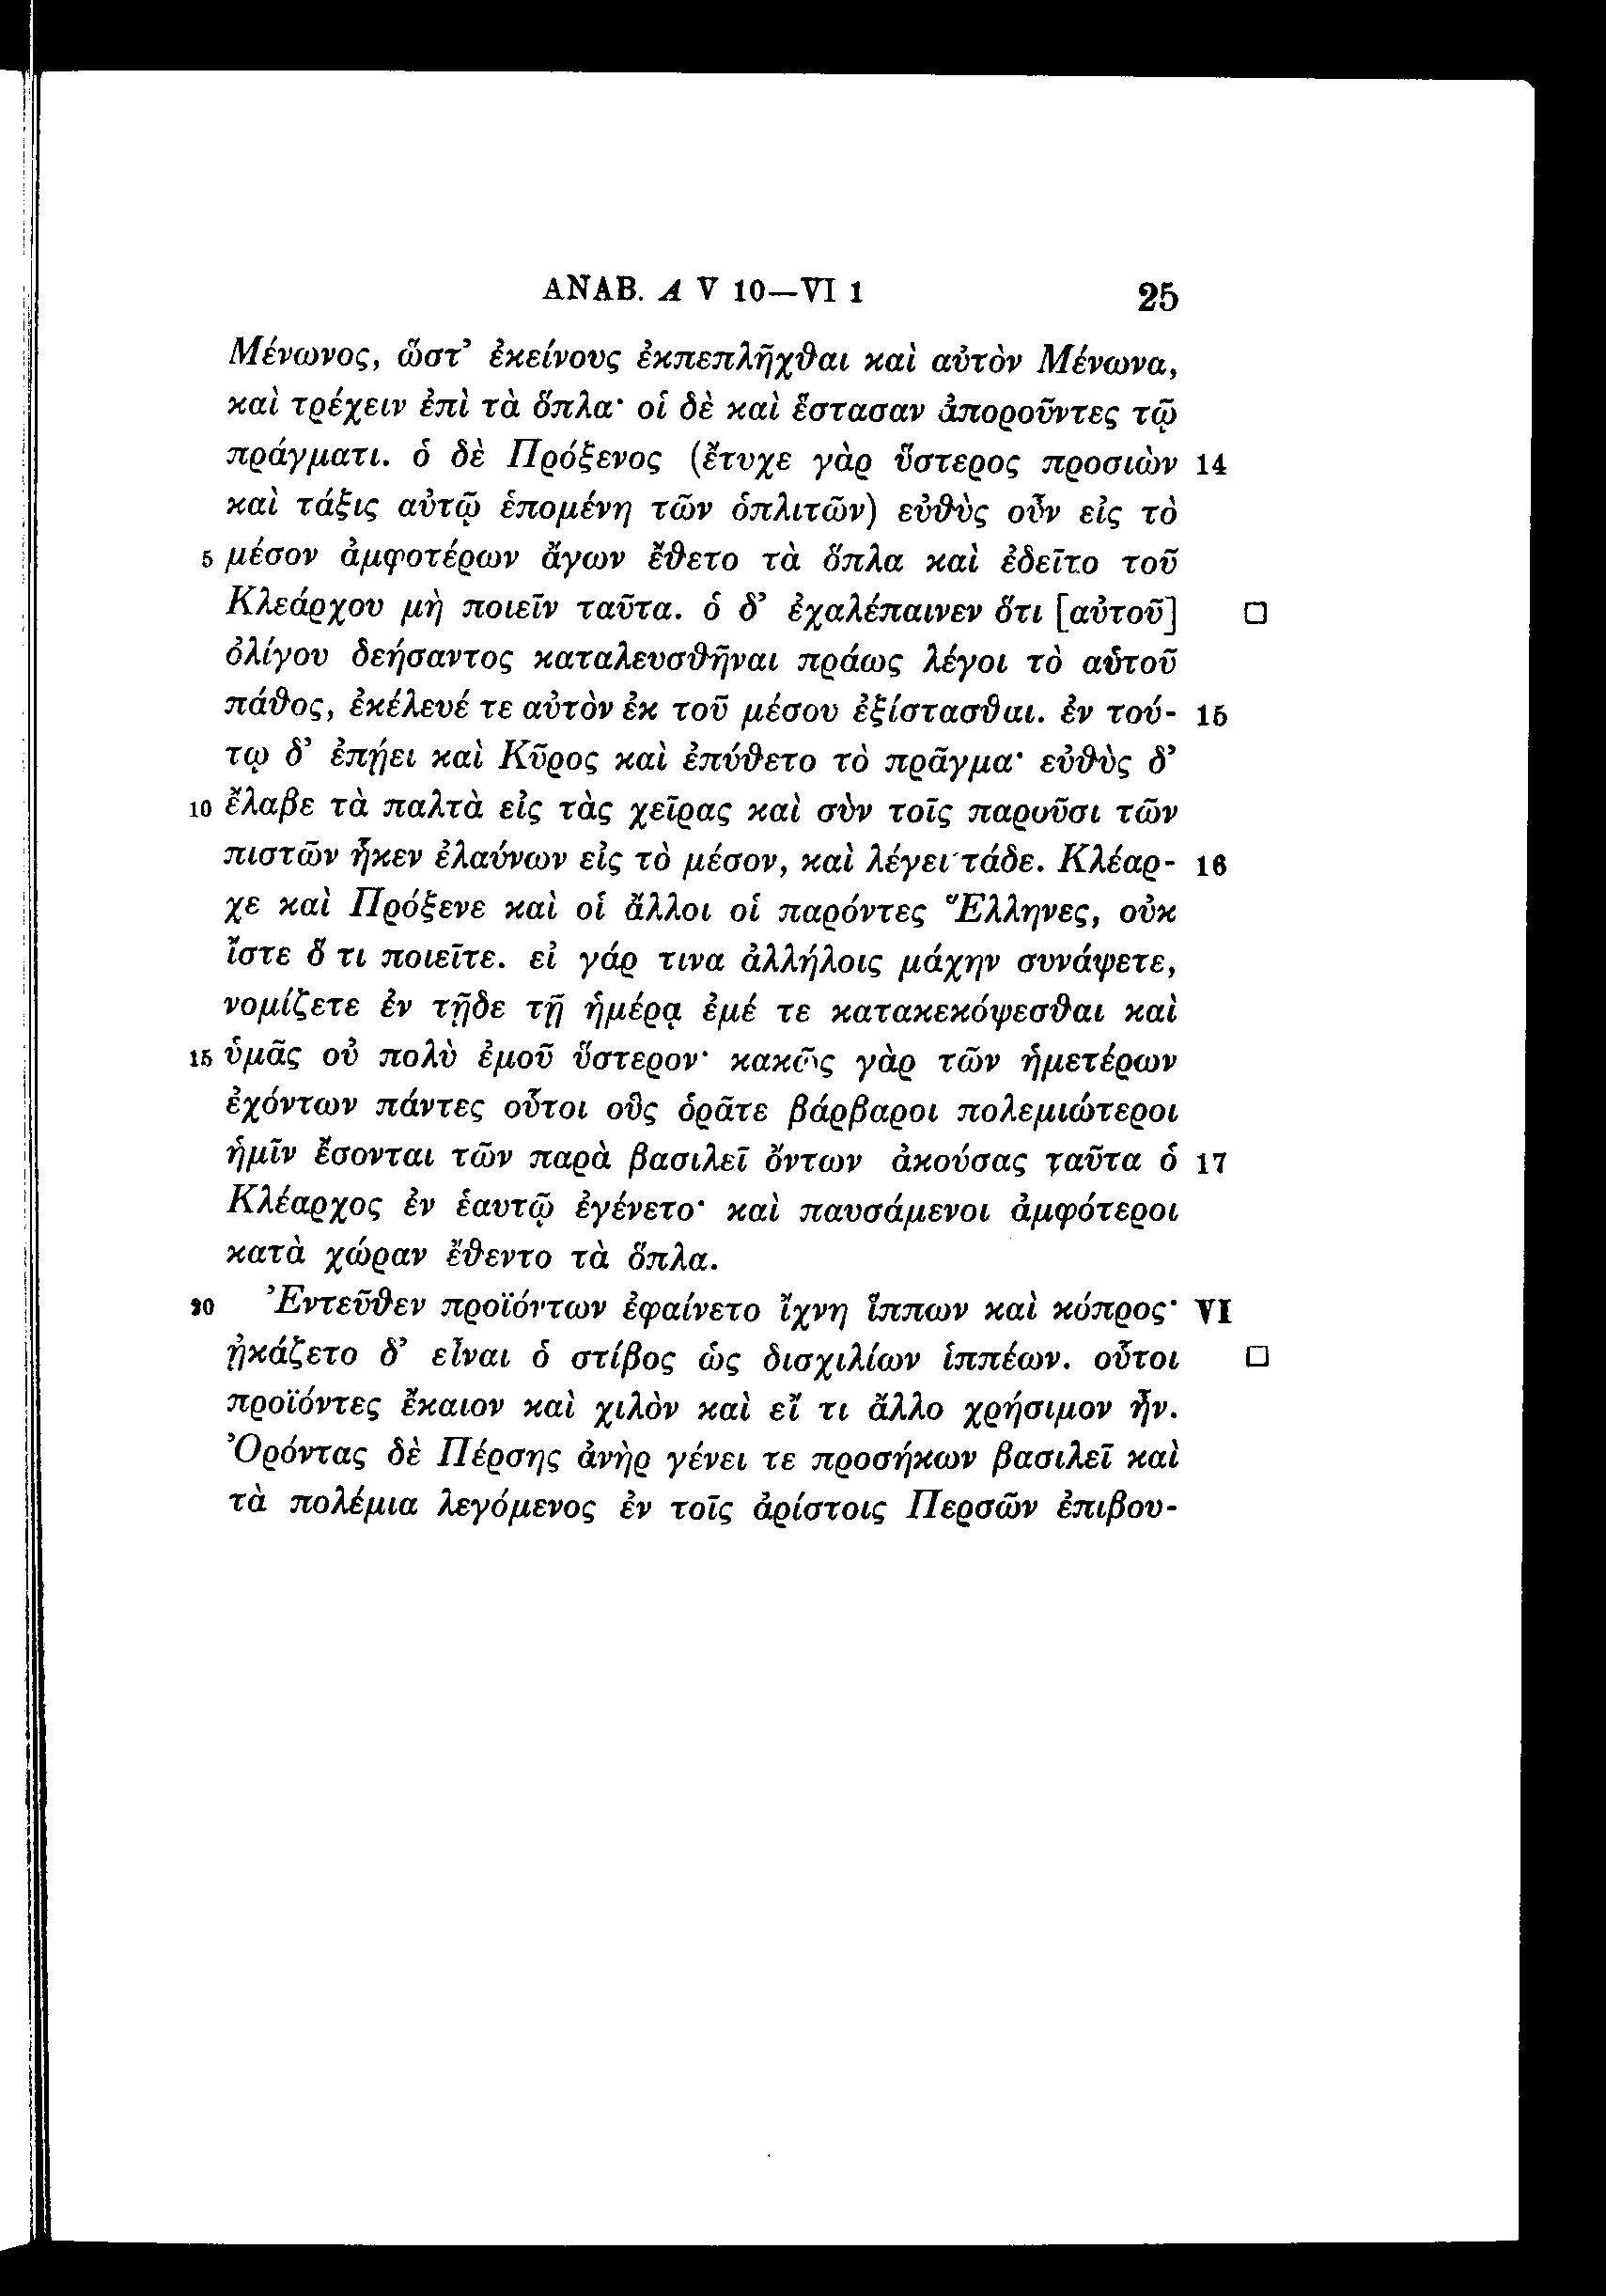 ANAB. A V 10—VI 1 25
Μένωνος, ὥστ᾽ ἐκείνους ἐκπεπλῆχθαι καὶ αὐτὸν Μένωνα,
καὶ τρέχειν ἐπὶ τὰ ὅπλα· οἱ δὲ καὶ ἕστασαν ἀποροῦντες τῷ
πράγματι. ὁ δὲ Πρόξενος (ἔτυχε γὰρ ὕστερος προσιὼν 14
καὶ τάξις αὐτῷ ἑπομένη τῶν ὁπλιτῶν) εὐθὺς οὖν εἰς τὸ
5 μέσον ἀμφοτέρων ἄγων ἔθετο τὰ ὅπλα καὶ ἐδεῖτο τοῦ
Κλεάρχου μὴ ποιεῖν ταῦτα. ὁ δ᾽ ἐχαλέπαινεν ὅτι [αὐτοῦ] □
ὀλίγου δεήσαντος καταλευσθῆναι πράως λέγοι τὸ αὑτοῦ
πάθος, ἐκέλευέ τε αὐτὸν ἐκ τοῦ μέσου ἐξίστασθαι. ἐν τού- 15
τῳ δ᾽ ἐπῄει καὶ Κῦρος καὶ ἐπύθετο τὸ πρᾶγμα· εὐθὺς δ᾽
10 ἔλαβε τὰ παλτὰ εἰς τὰς χεῖρας καὶ σὺν τοῖς παροῦσι τῶν
πιστῶν ἧκεν ἐλαύνων εἰς τὸ μέσον, καὶ λέγει τάδε. Κλέαρ- 16
χε καὶ Πρόξενε καὶ οἱ ἄλλοι οἱ παρόντες Ἕλληνες, οὐκ
ἴστε ὅ τι ποιεῖτε. εἰ γάρ τινα ἀλλήλοις μάχην συνάψετε,
νομίζετε ἐν τῇδε τῇ ἡμέρᾳ ἐμέ τε κατακεκόψεσθαι καὶ
15 ὑμᾶς οὐ πολὺ ἐμοῦ ὕστερον· κακῶς γὰρ τῶν ἡμετέρων
ἐχόντων πάντες οὗτοι οὓς ὁρᾶτε βάρβαροι πολεμιώτεροι
ἡμῖν ἔσονται τῶν παρὰ βασιλεῖ ὄντων ἀκούσας ταῦτα ὁ 17
Κλέαρχος ἐν ἑαυτῷ ἐγένετο· καὶ παυσάμενοι ἀμφότεροι
κατὰ χώραν ἔθεντο τὰ ὅπλα.
20 Ἐντεῦθεν προϊόντων ἐφαίνετο ἴχνη ἵππων καὶ κόπρος· VI
ᾐκάζετο δ᾽ εἶναι ὁ στίβος ὡς δισχιλίων ἱππέων. οὗτοι □
προϊόντες ἔκαιον καὶ χιλὸν καὶ εἴ τι ἄλλο χρήσιμον ἦν.
Ὀρόντας δὲ Πέρσης ἀνὴρ γένει τε προσήκων βασιλεῖ καὶ
τὰ πολέμια λεγόμενος ἐν τοῖς ἀρίστοις Περσῶν ἐπιβου-